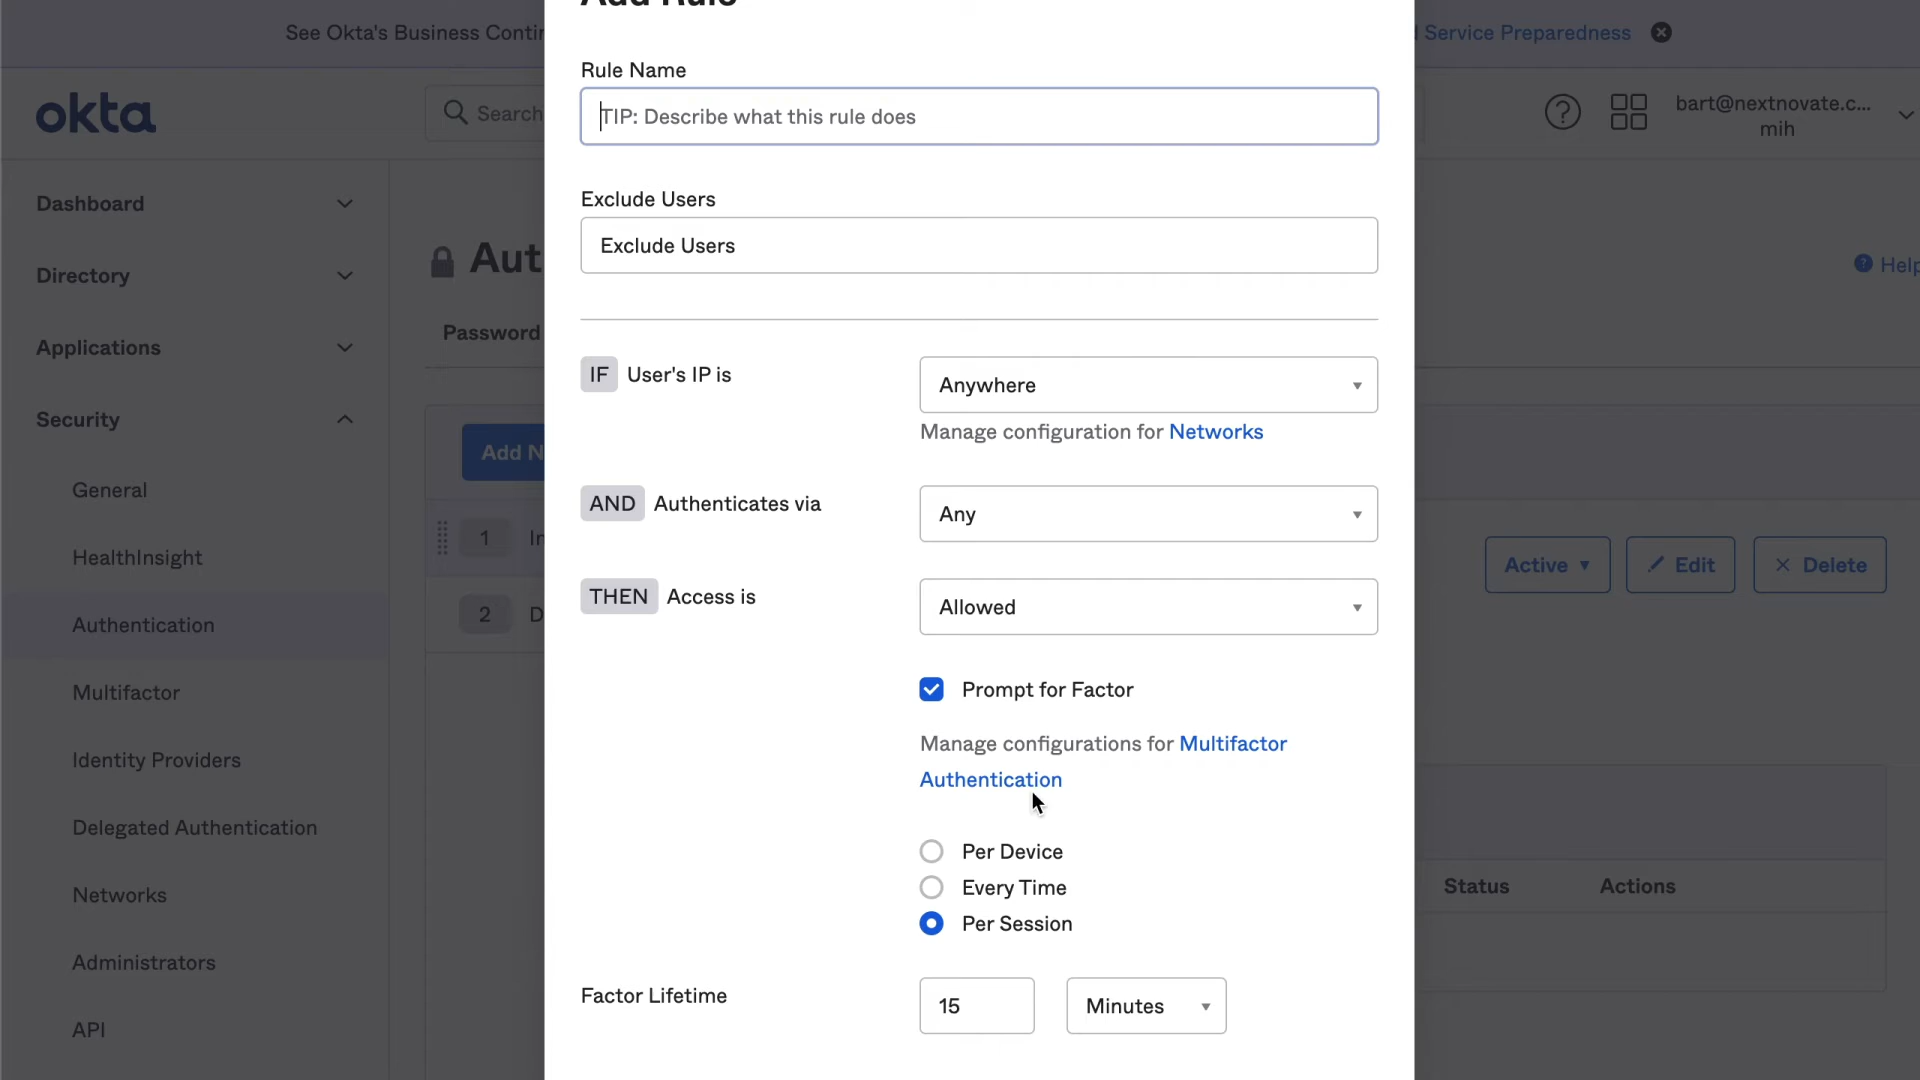 Add Rule
See Okta's Business Contin
Service Preparedness
Rule Name
TIP: Describe what this rule does
okta
Search
bart@nextnovate.c...
mih
Exclude Users
Exclude Users
Dashboard
Directory
Applications
Security
General
HealthInsight
Authentication
Multifactor
Identity Providers
Delegated Authentication
Networks
Administrators
API
Aut
Help
Password
Add N
1 In
2 D
IF User's IP is
Anywhere
Manage configuration for Networks
AND Authenticates via
Any
THEN Access is
Allowed
Prompt for Factor
Manage configurations for Multifactor
Authentication
Per Device
Every Time
Per Session
Factor Lifetime
15 Minutes
Active Edit Delete
Status Actions